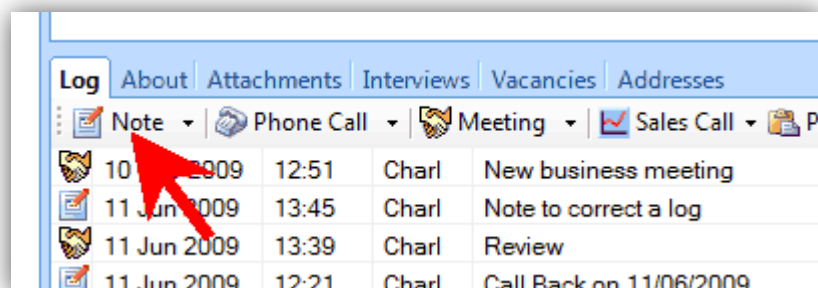 Log About Attachments Interviews Vacancies Addresses
Note Phone Call Meeting Sales Call P
10 2009 12:51 Charl New business meeting
11 Jun 2009 13:45 Charl Note to correct a log
11 Jun 2009 13:39 Charl Review
11 Jun 2009 12:21 Charl Call Back on 11/06/2009